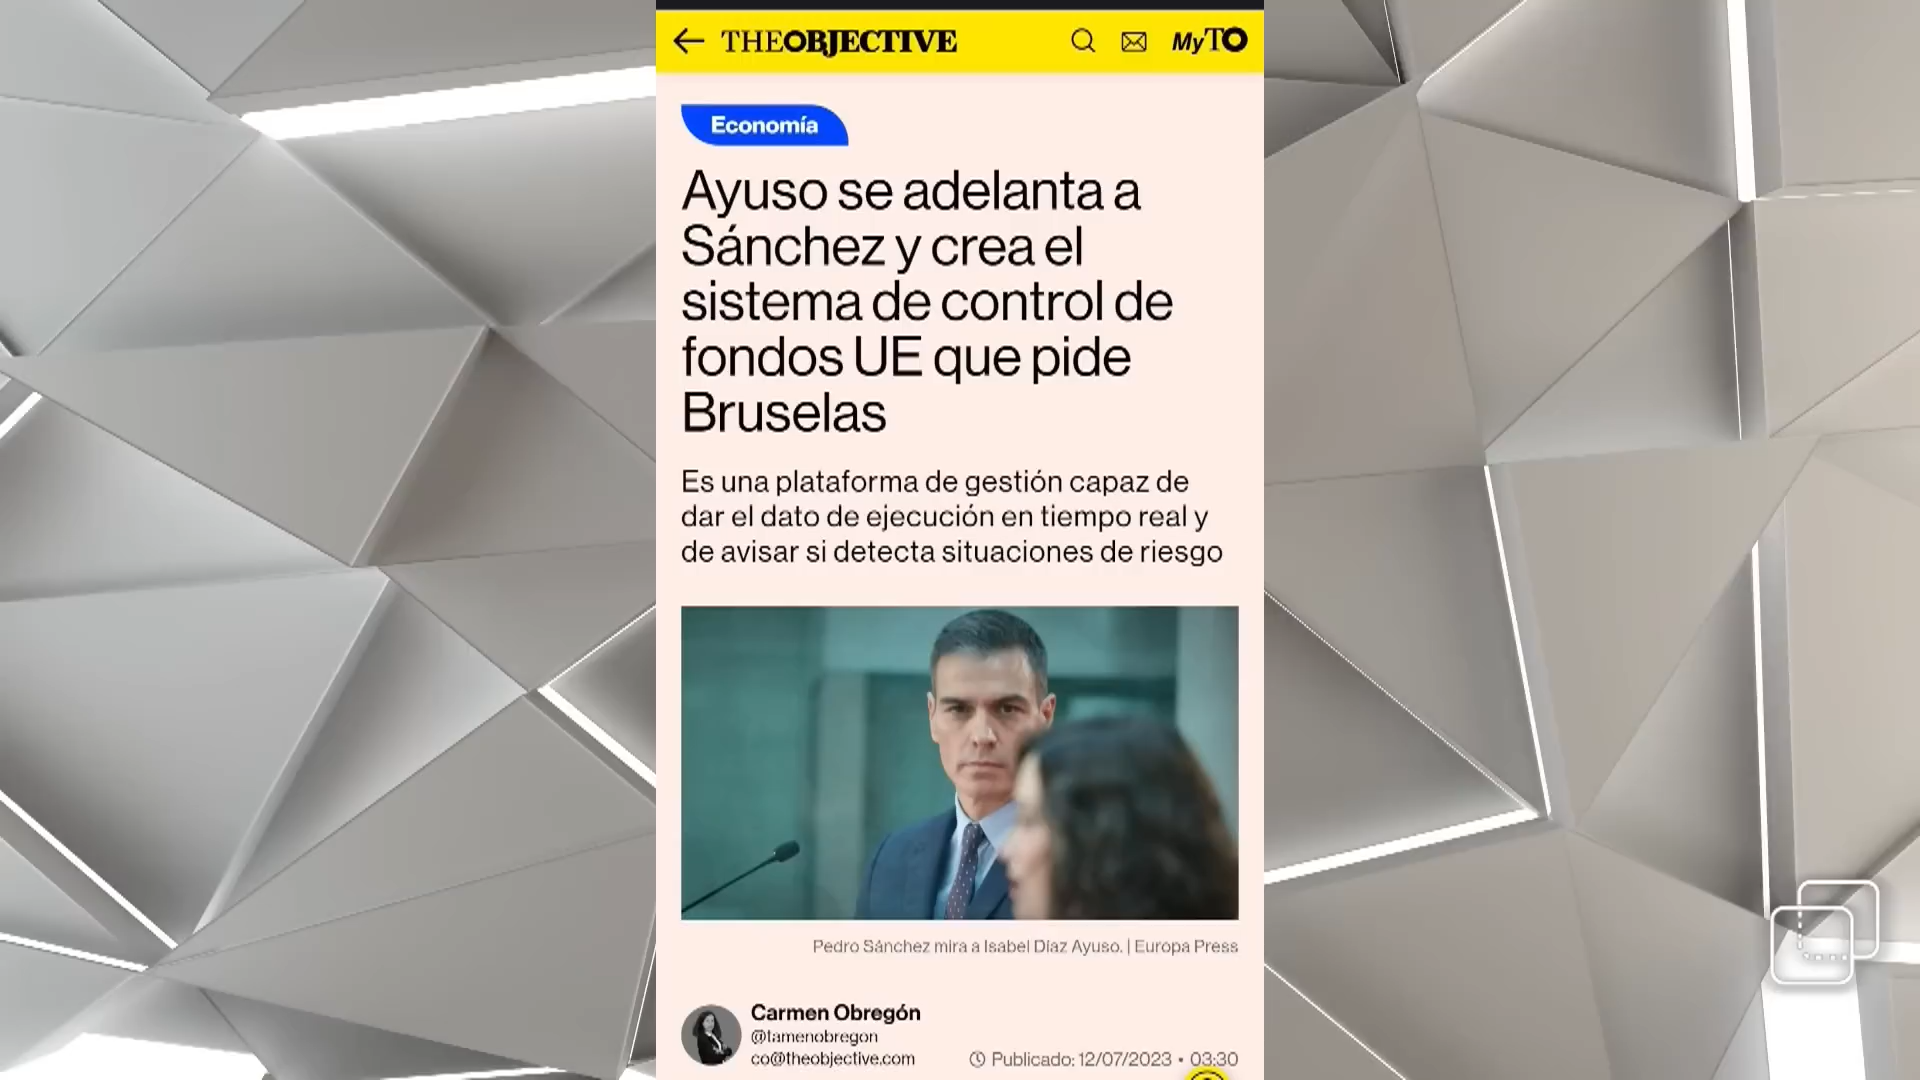 THEOBJECTIVE
MyTO
Economía
Ayuso se adelanta a
Sánchez y crea el
sistema de control de
fondos UE que pide
Bruselas
Es una plataforma de gestión capaz de
dar el dato de ejecución en tiempo real y
de avisar si detecta situaciones de riesgo
Pedro Sánchez mira a Isabel Díaz Ayuso. | Europa Press
Carmen Obregón
@tamenobregon
co@theobjective.com
Publicado: 12/07/2023 • 03:30